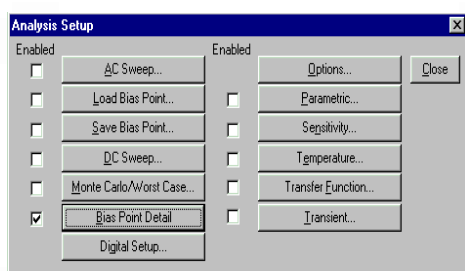 Analysis Setup
Enabled Enabled
AC Sweep... Options... Close
Load Bias Point... Parametric...
Save Bias Point... Sensitivity...
DC Sweep... Temperature...
Monte Carlo/Worst Case... Transfer Function...
Bias Point Detail Transient...
Digital Setup...